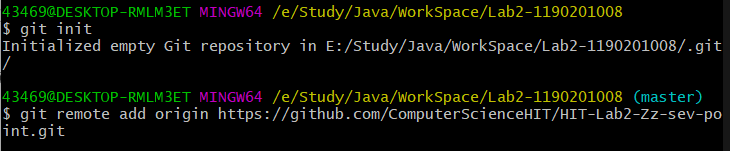 43469@DESKTOP-RMLM3ET MINGW64 /e/Study/Java/WorkSpace/Lab2-1190201008
$ git init
Initialized empty Git repository in E:/Study/Java/WorkSpace/Lab2-1190201008/.git
/
43469@DESKTOP-RMLM3ET MINGW64 /e/Study/Java/WorkSpace/Lab2-1190201008 (master)
$ git remote add origin https://github.com/ComputerScienceHIT/HIT-Lab2-Zz-sev-po
int.git